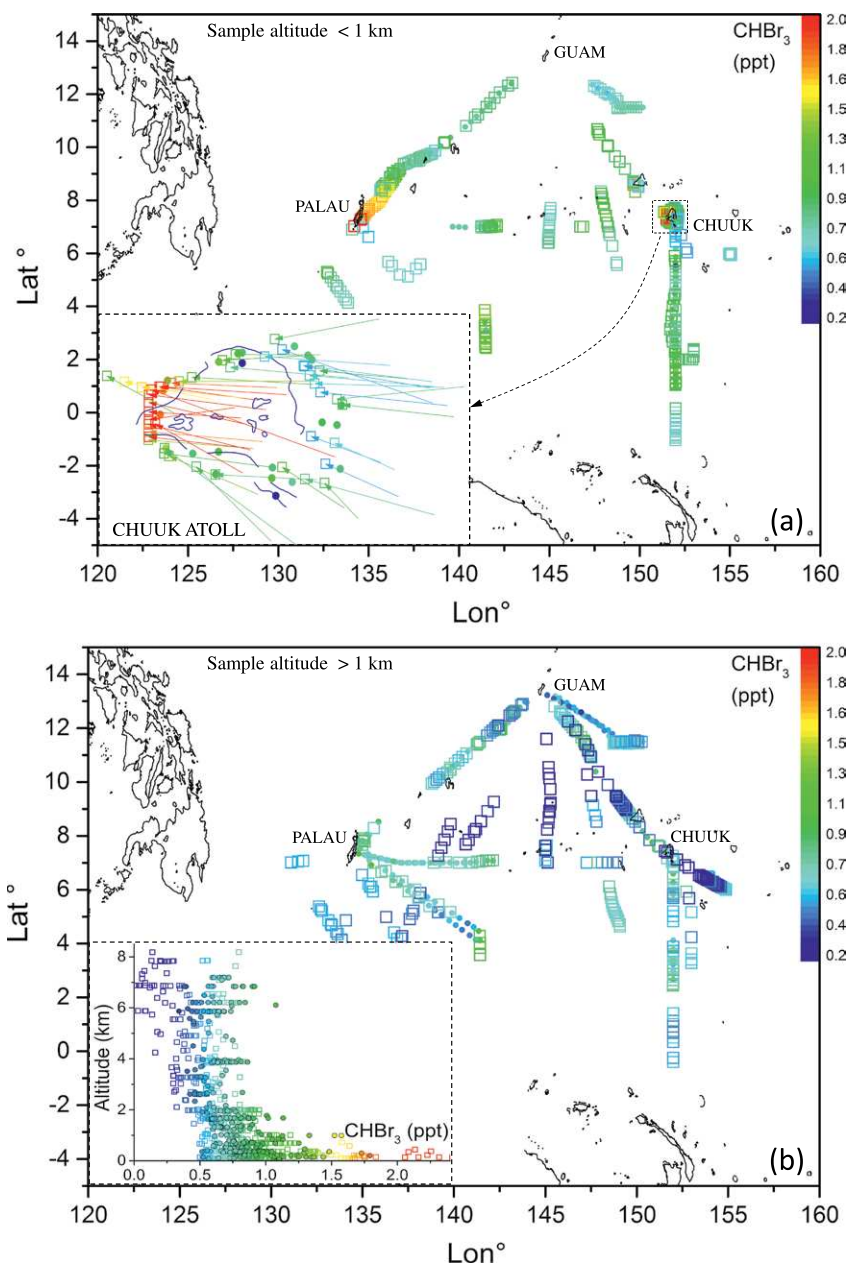 Sample altitude < 1 km
CHBr3
(ppt)
GUAM
PALAU
CHUUK
CHUUK ATOLL
(a)
Lat °
14
12
10
8
6
4
2
0
-2
-4
120 125 130 135 140 145 150 155 160
Lon°
2.0
1.8
1.6
1.4
1.2
1.0
0.8
0.6
0.4
0.2
Sample altitude > 1 km
CHBr3
(ppt)
GUAM
PALAU
CHUUK
(b)
Lat °
14
12
10
8
6
4
2
0
-2
-4
120 125 130 135 140 145 150 155 160
Lon°
2.0
1.8
1.6
1.4
1.2
1.0
0.8
0.6
0.4
0.2
Altitude (km)
8
6
4
2
0
CHBr3 (ppt)
0.0 0.5 1.0 1.5 2.0